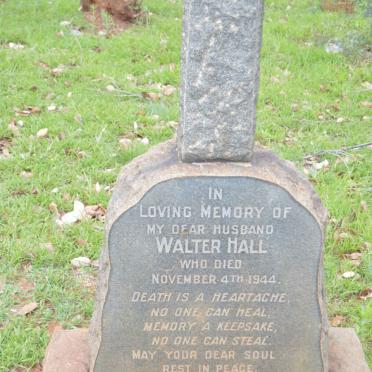 IN
LOVING MEMORY OF
MY DEAR HUSBAND
WALTER HALL
WHO DIED
NOVEMBER 4TH 1944.
DEATH IS A HEARTACHE,
NO ONE CAN HEAL,
MEMORY A KEEPSAKE,
NO ONE CAN STEAL.
MAY YOUR DEAR SOUL
REST IN PEACE.